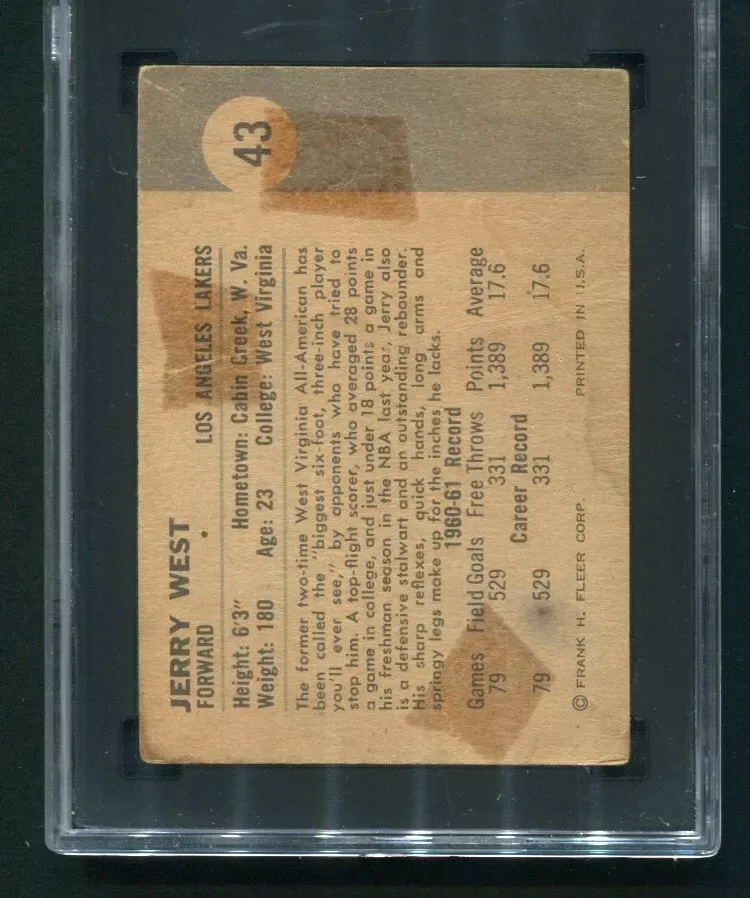 43
JERRY WEST
FORWARD LOS ANGELES LAKERS
Height: 6'3" Hometown: Cabin Creek, W. Va.
Weight: 180 Age: 23 College: West Virginia
The former two-time West Virginia All-American has
been called the "biggest six-foot, three-inch player
you'll ever see," by opponents who have tried to
stop him. A top-flight scorer, who averaged 28 points
a game in college, and just under 18 points a game in
his freshman season in the NBA last year, Jerry also
is a defensive stalwart and an outstanding rebounder.
His sharp reflexes, quick hands, long arms and
springy legs make up for the inches he lacks.
1960-61 Record
Games Field Goals Free Throws Points Average
79 529 331 1,389 17.6
Career Record
79 529 331 1,389 17.6
© FRANK H. FLEER CORP. PRINTED IN U.S.A.